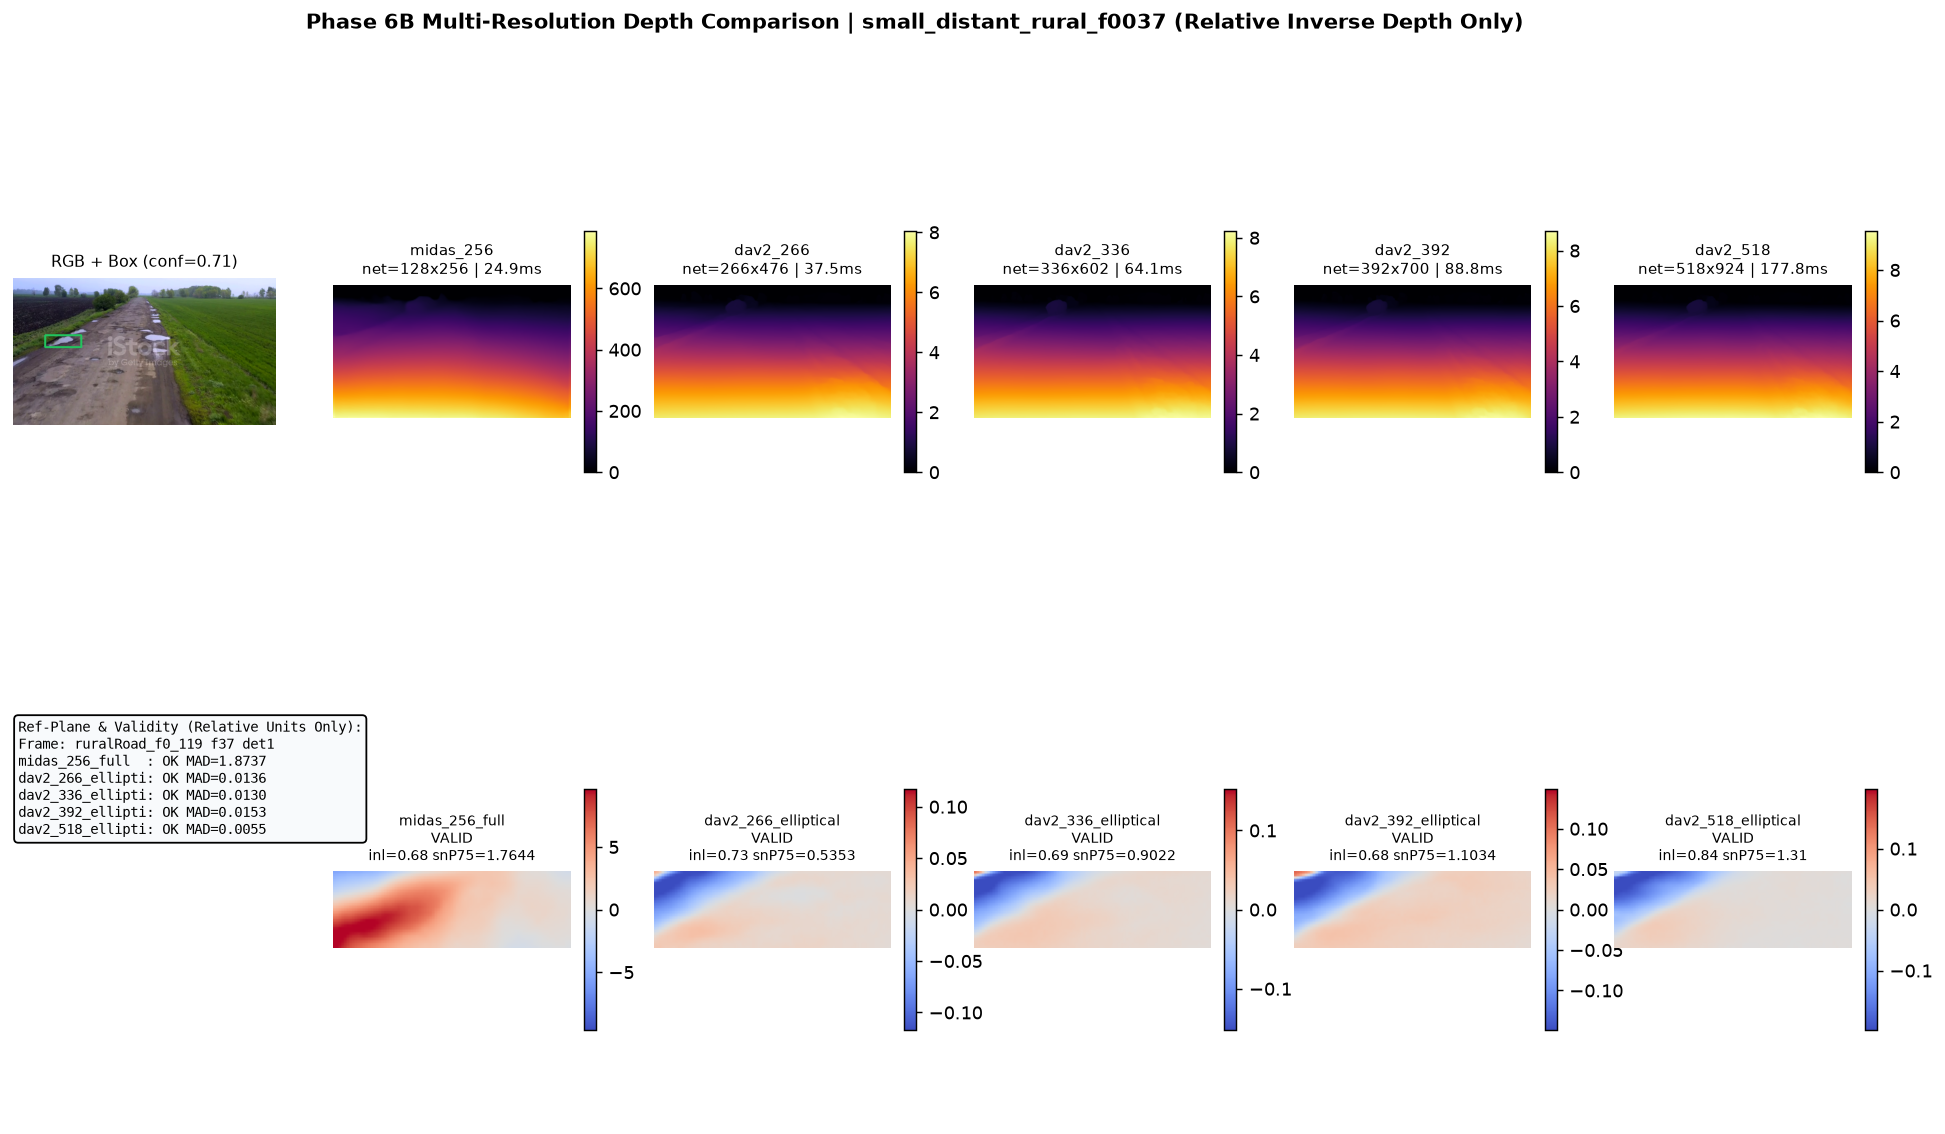 Phase 6B Multi-Resolution Depth Comparison | small_distant_rural_f0037 (Relative Inverse Depth Only)
RGB + Box (conf=0.71)
iStock
by Getty Images
midas_256
net=128x256 | 24.9ms
600
400
200
0
dav2_266
net=266x476 | 37.5ms
8
6
4
2
0
dav2_336
net=336x602 | 64.1ms
8
6
4
2
0
dav2_392
net=392x700 | 88.8ms
8
6
4
2
0
dav2_518
net=518x924 | 177.8ms
8
6
4
2
0
Ref-Plane & Validity (Relative Units Only):
Frame: ruralRoad_f0_119 f37 det1
midas_256_full  : OK MAD=1.8737
dav2_266_ellipti: OK MAD=0.0136
dav2_336_ellipti: OK MAD=0.0130
dav2_392_ellipti: OK MAD=0.0153
dav2_518_ellipti: OK MAD=0.0055
midas_256_full
VALID
inl=0.68 snP75=1.7644
5
0
−5
dav2_266_elliptical
VALID
inl=0.73 snP75=0.5353
0.10
0.05
0.00
−0.05
−0.10
dav2_336_elliptical
VALID
inl=0.69 snP75=0.9022
0.1
0.0
−0.1
dav2_392_elliptical
VALID
inl=0.68 snP75=1.1034
0.10
0.05
0.00
−0.05
−0.10
dav2_518_elliptical
VALID
inl=0.84 snP75=1.31
0.1
0.0
−0.1